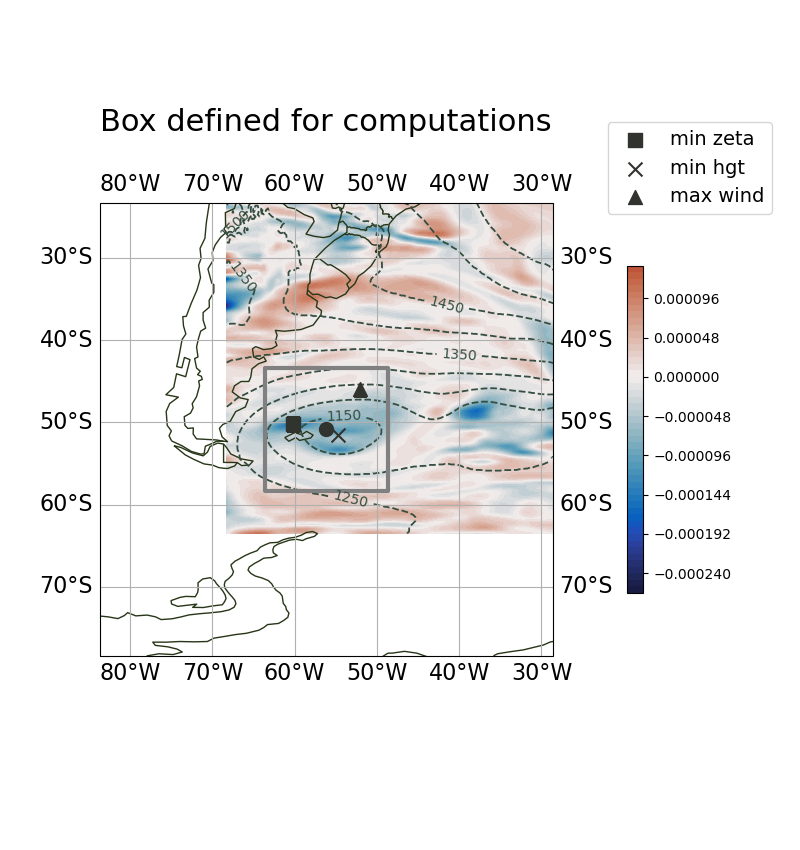 Box defined for computations
min zeta
min hgt
max wind
80°W 70°W 60°W 50°W 40°W 30°W
30°S 30°S
40°S 40°S
50°S 50°S
60°S 60°S
70°S 70°S
80°W 70°W 60°W 50°W 40°W 30°W
1350
1450
1350
1150
1250
0.000096
0.000048
0.000000
−0.000048
−0.000096
−0.000144
−0.000192
−0.000240